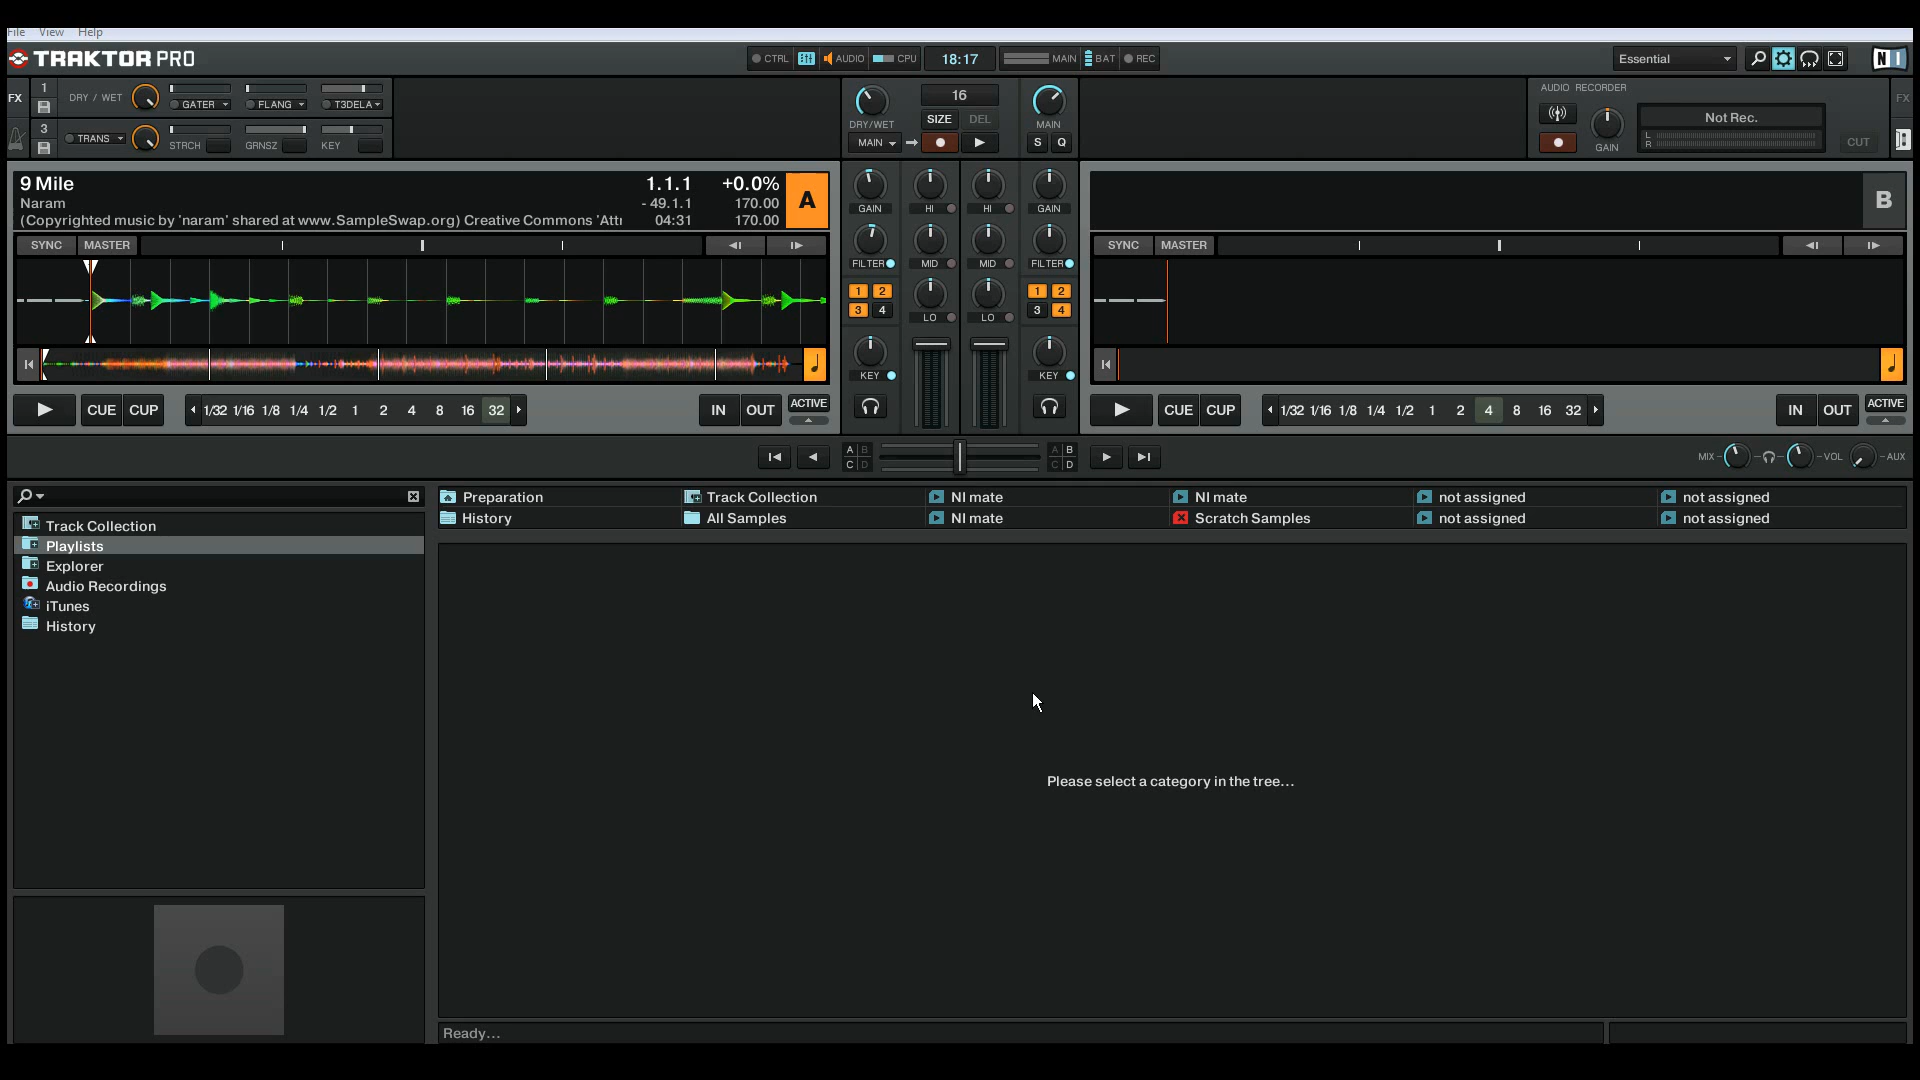 File View Help
TRAKTOR PRO
CTRL AUDIO CPU 18:17 MAIN BAT REC
Essential
NI
FX 1 DRY / WET GATER FLANG T3DELA
3 TRANS STRCH GRNSZ KEY
DRY/WET 16 MAIN
SIZE DEL
MAIN S Q
AUDIO RECORDER
GAIN Not Rec.
L
R
CUT
FX
9 Mile 1.1.1 +0.0% A
Naram - 49.1.1 170.00
(Copyrighted music by 'naram' shared at www.SampleSwap.org) Creative Commons 'Attr 04:31 170.00
SYNC MASTER
CUE CUP 1/32 1/16 1/8 1/4 1/2 1 2 4 8 16 32 IN OUT ACTIVE
GAIN HI HI GAIN
FILTER MID MID FILTER
1 2 1 2
3 4 3 4
LO LO
KEY KEY
B
SYNC MASTER
CUE CUP 1/32 1/16 1/8 1/4 1/2 1 2 4 8 16 32 IN OUT ACTIVE
A B A B
C D C D
MIX VOL AUX
Track Collection
Playlists
Explorer
Audio Recordings
iTunes
History
Preparation Track Collection NI mate NI mate not assigned not assigned
History All Samples NI mate Scratch Samples not assigned not assigned
Please select a category in the tree...
Ready...